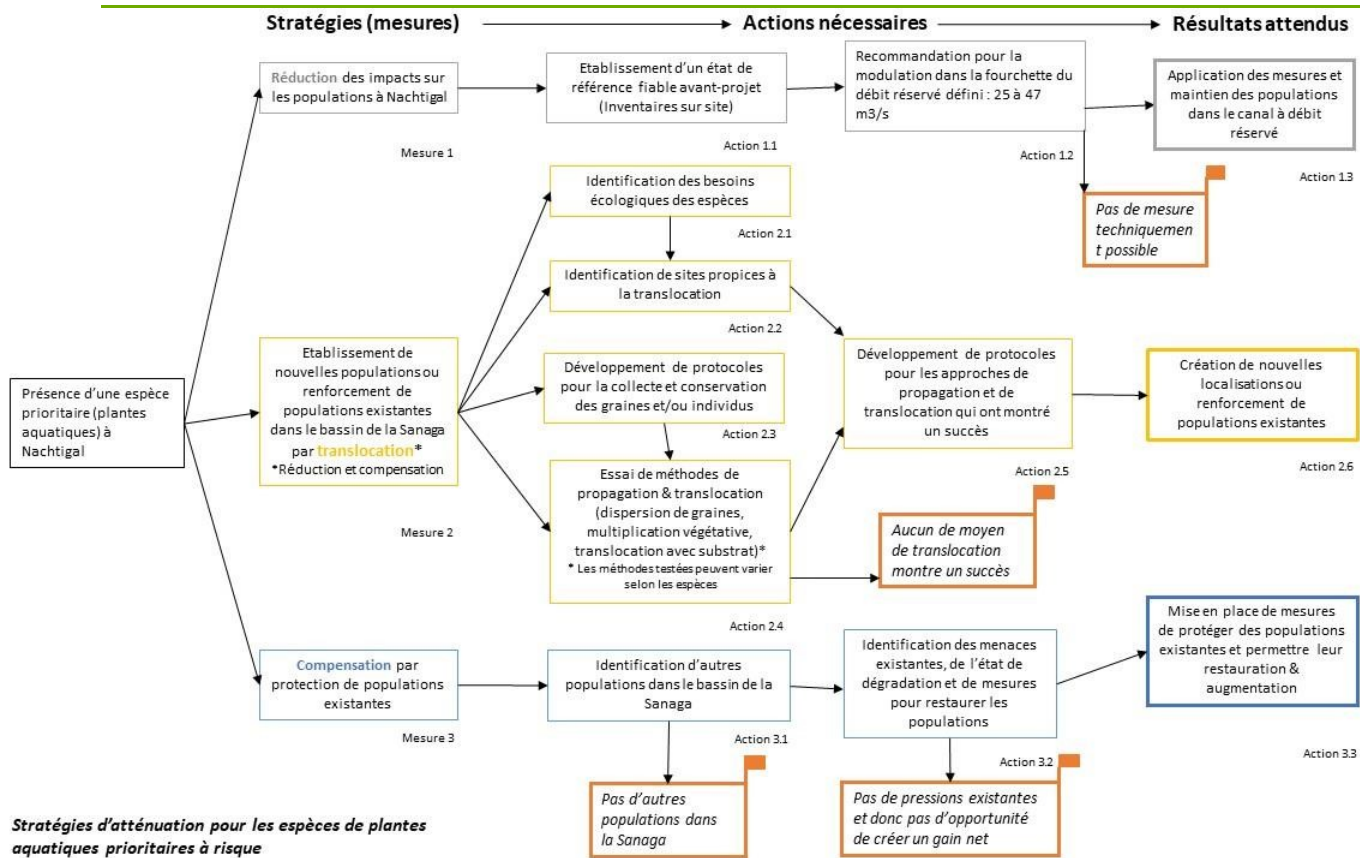 Stratégies (mesures)
Actions nécessaires
Résultats attendus
Réduction des impacts sur
les populations à Nachtigal
Mesure 1
Etablissement d’un état de
référence fiable avant-projet
(Inventaires sur site)
Action 1.1
Recommandation pour la
modulation dans la fourchette du
débit réservé défini : 25 à 47
m3/s
Action 1.2
Application des mesures et
maintien des populations
dans le canal à débit
réservé
Action 1.3
Pas de mesure
techniquemen
t possible
Présence d’une espèce
prioritaire (plantes
aquatiques) à
Nachtigal
Etablissement de
nouvelles populations ou
renforcement de
populations existantes
dans le bassin de la Sanaga
par translocation*
*Réduction et compensation
Mesure 2
Identification des besoins
écologiques des espèces
Action 2.1
Identification de sites propices à
la translocation
Action 2.2
Développement de protocoles
pour la collecte et conservation
des graines et/ou individus
Action 2.3
Essai de méthodes de
propagation & translocation
(dispersion de graines,
multiplication végétative,
translocation avec substrat)*
* Les méthodes testées peuvent varier
selon les espèces
Action 2.4
Développement de protocoles
pour les approches de
propagation et de
translocation qui ont montré
un succès
Action 2.5
Aucun de moyen
de translocation
montre un succès
Création de nouvelles
localisations ou
renforcement de
populations existantes
Action 2.6
Compensation par
protection de populations
existantes
Mesure 3
Identification d’autres
populations dans le bassin de la
Sanaga
Action 3.1
Pas d’autres
populations dans
la Sanaga
Identification des menaces
existantes, de l’état de
dégradation et de mesures
pour restaurer les
populations
Action 3.2
Pas de pressions existantes
et donc pas d’opportunité
de créer un gain net
Mise en place de mesures
de protéger des populations
existantes et permettre leur
restauration &
augmentation
Action 3.3
Stratégies d’atténuation pour les espèces de plantes
aquatiques prioritaires à risque